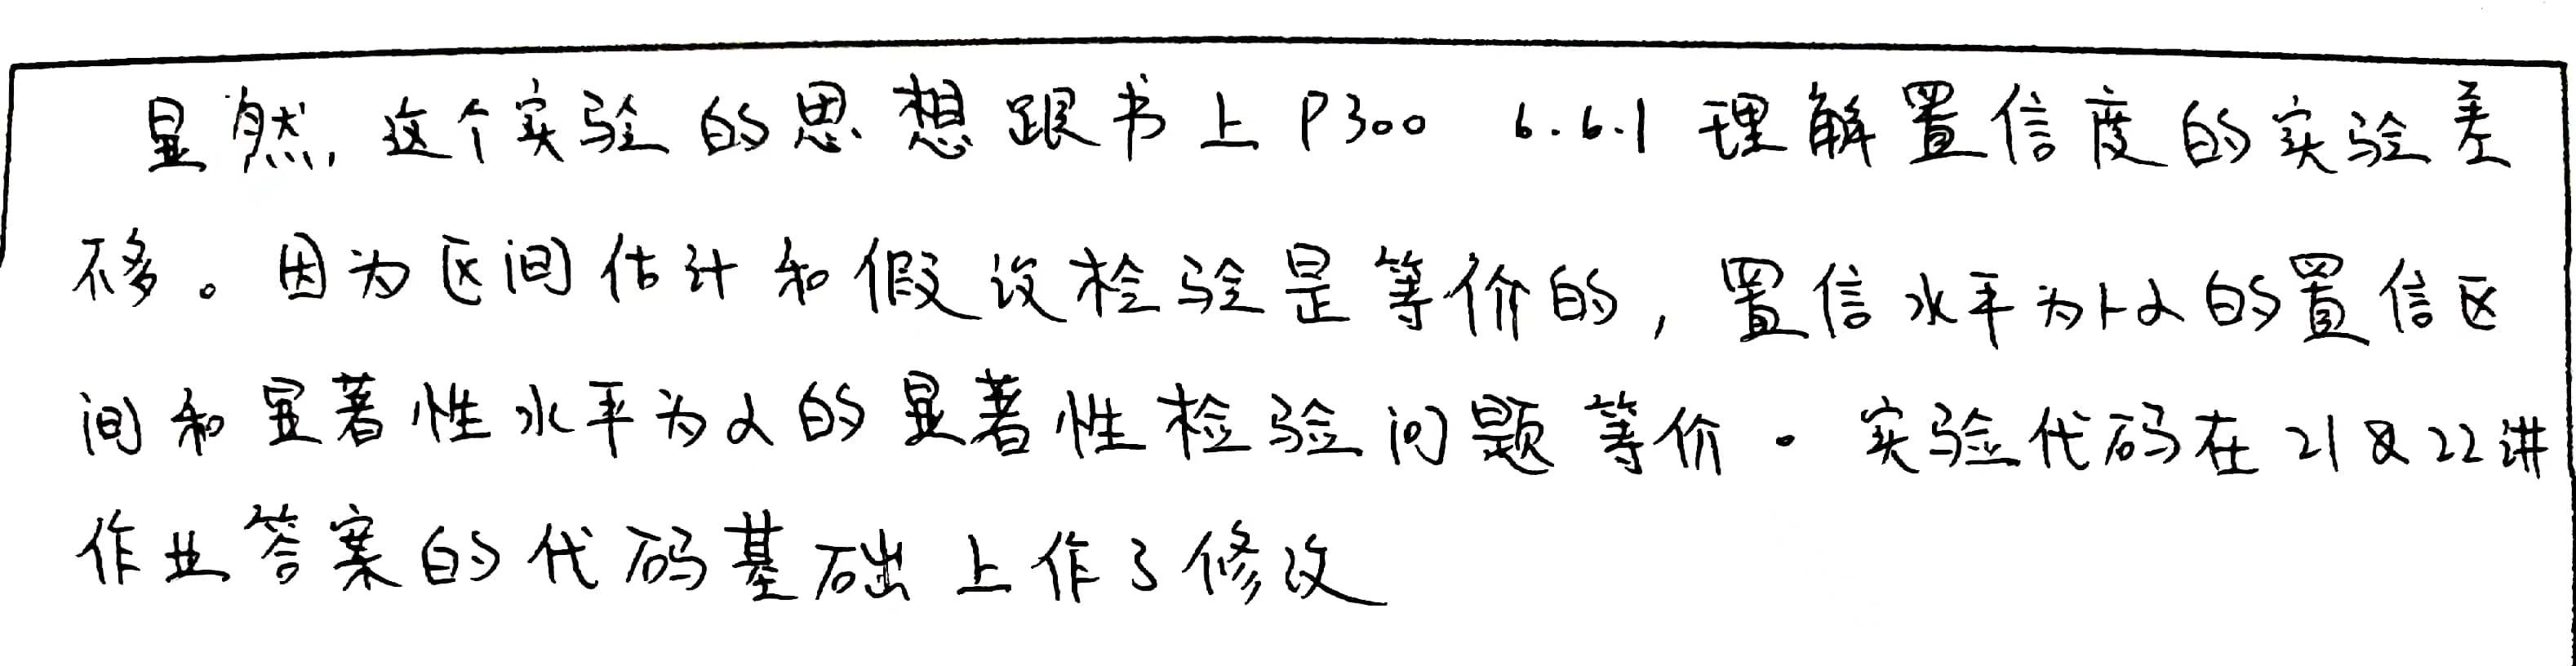 显然, 这个实验的思想跟书上 P300 6.6.1 理解置信度的实验差
不多。因为区间估计和假设检验是等价的, 置信水平为1-α的置信区
间和显著性水平为α的显著性检验问题等价. 实验代码在21及22讲
作业答案的代码基础上作了修改